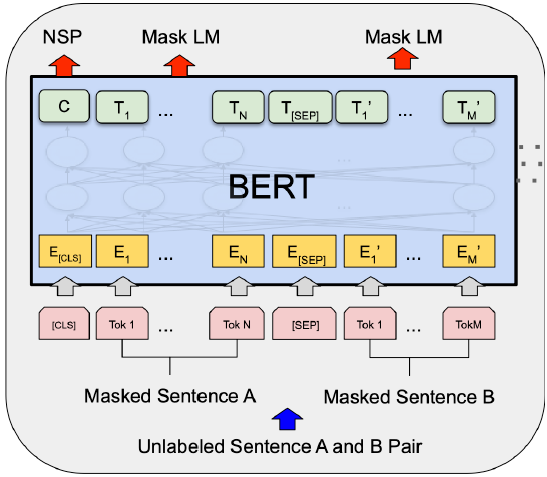 NSP Mask LM Mask LM
C T1 ... TN T[SEP] T1' ... TM'
...
BERT
...
E[CLS] E1 ... EN E[SEP] E1' ... EM'
[CLS] Tok 1 ... Tok N [SEP] Tok 1 ... TokM
Masked Sentence A Masked Sentence B
Unlabeled Sentence A and B Pair